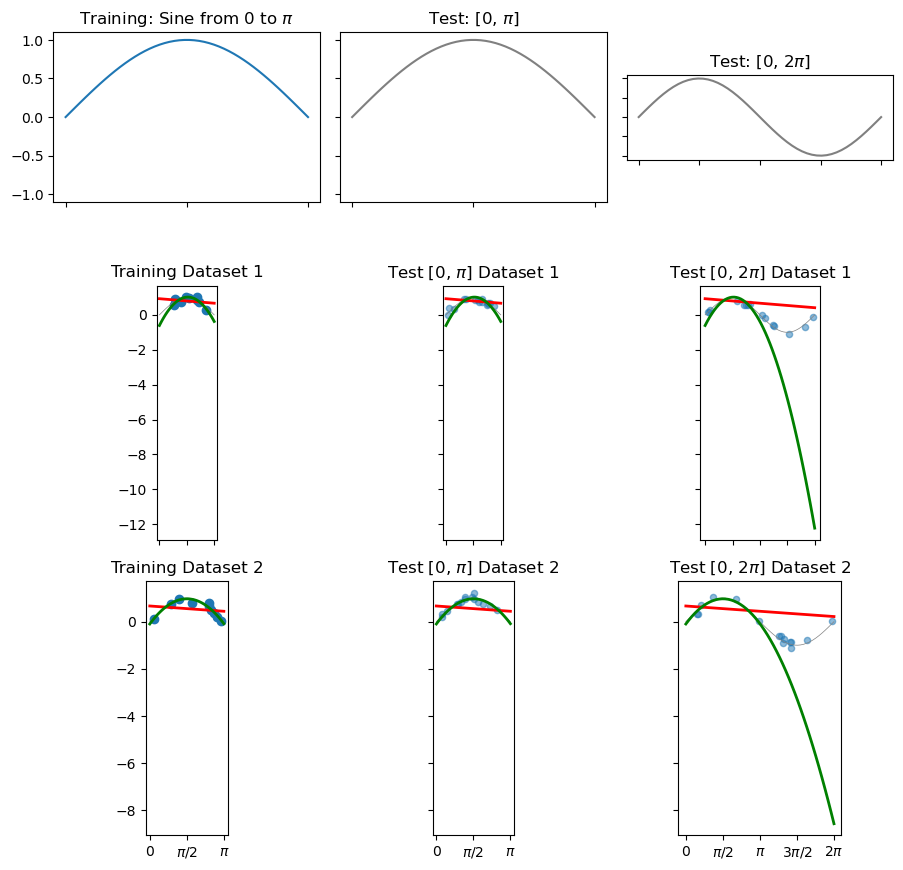 Training: Sine from 0 to π
Test: [0, π]
Test: [0, 2π]
1.0
0.5
0.0
−0.5
−1.0
Training Dataset 1
Test [0, π] Dataset 1
Test [0, 2π] Dataset 1
0
−2
−4
−6
−8
−10
−12
Training Dataset 2
Test [0, π] Dataset 2
Test [0, 2π] Dataset 2
0
−2
−4
−6
−8
0 π/2 π
0 π/2 π
0 π/2 π 3π/2 2π